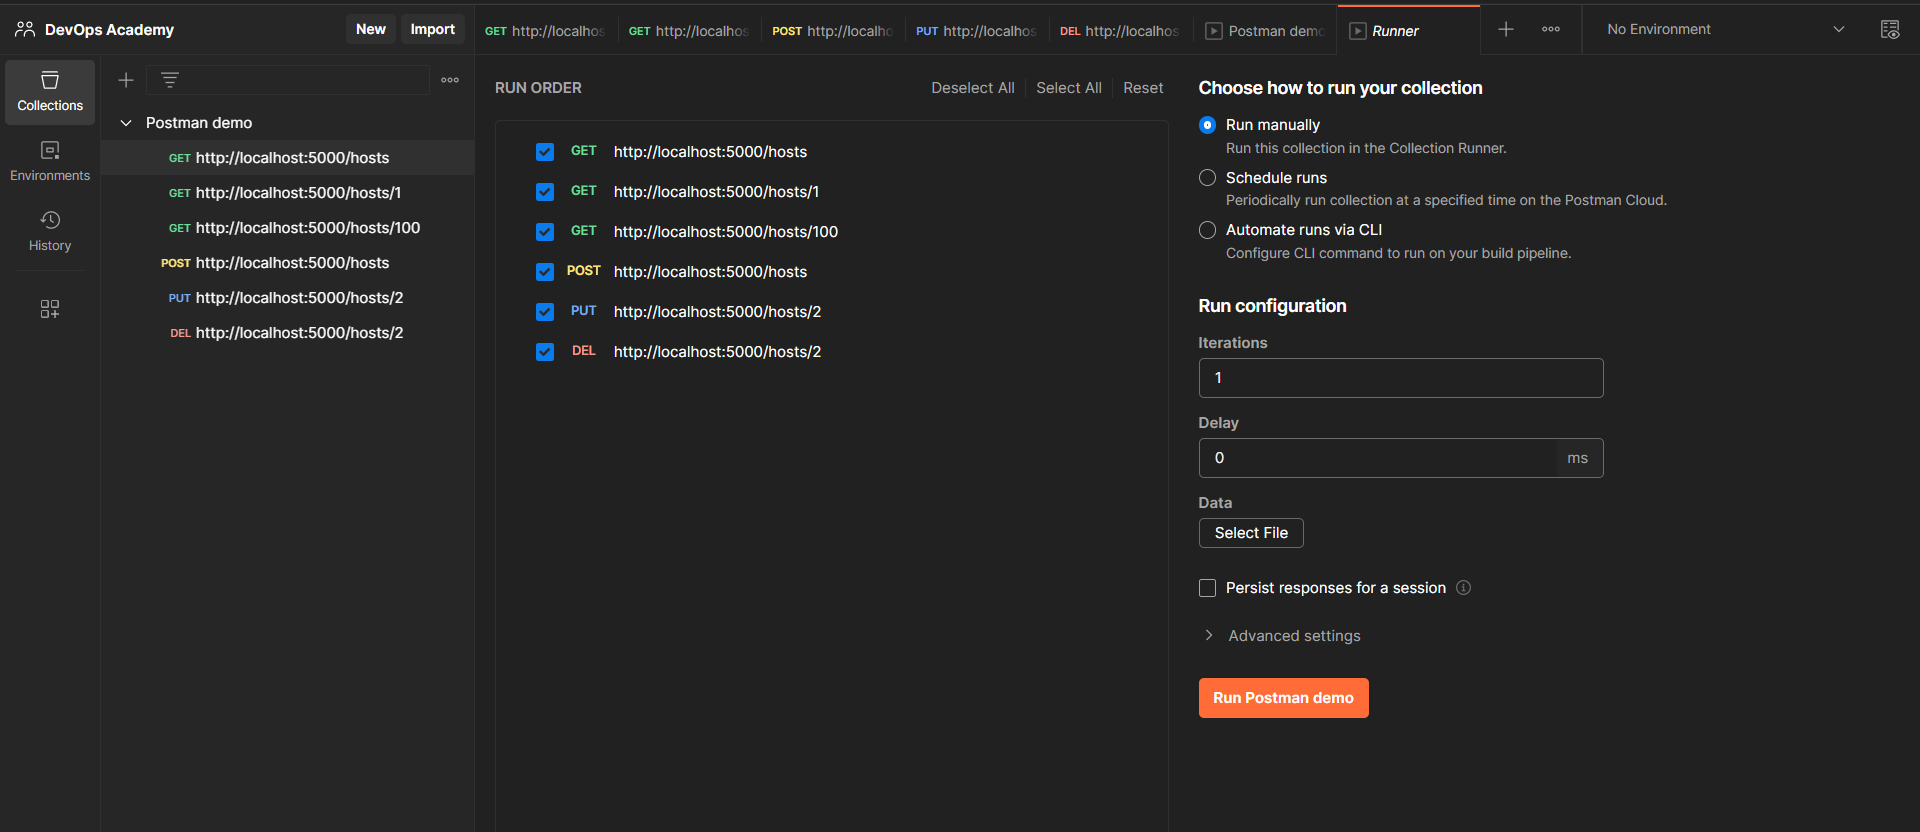 DevOps Academy
New
Import
GET http://localhos
GET http://localhos
POST http://localho
PUT http://localhos
DEL http://localhos
Postman demo
Runner
No Environment
Collections
Environments
History
Postman demo
GET http://localhost:5000/hosts
GET http://localhost:5000/hosts/1
GET http://localhost:5000/hosts/100
POST http://localhost:5000/hosts
PUT http://localhost:5000/hosts/2
DEL http://localhost:5000/hosts/2
RUN ORDER
Deselect All
Select All
Reset
GET http://localhost:5000/hosts
GET http://localhost:5000/hosts/1
GET http://localhost:5000/hosts/100
POST http://localhost:5000/hosts
PUT http://localhost:5000/hosts/2
DEL http://localhost:5000/hosts/2
Choose how to run your collection
Run manually
Run this collection in the Collection Runner.
Schedule runs
Periodically run collection at a specified time on the Postman Cloud.
Automate runs via CLI
Configure CLI command to run on your build pipeline.
Run configuration
Iterations
1
Delay
0 ms
Data
Select File
Persist responses for a session
Advanced settings
Run Postman demo